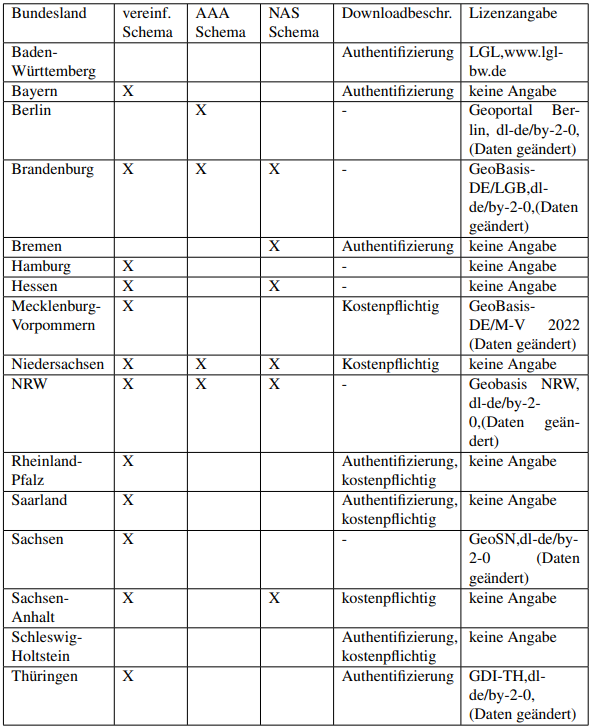 Bundesland vereinf. Schema AAA Schema NAS Schema Downloadbeschr. Lizenzangabe
Baden-
Württemberg Authentifizierung LGL,www.lgl-
bw.de
Bayern X Authentifizierung keine Angabe
Berlin X - Geoportal Ber-
lin, dl-de/by-2-0,
(Daten geändert)
Brandenburg X X X - GeoBasis-
DE/LGB,dl-
de/by-2-0,(Daten
geändert)
Bremen X Authentifizierung keine Angabe
Hamburg X - keine Angabe
Hessen X X - keine Angabe
Mecklenburg-
Vorpommern X Kostenpflichtig GeoBasis-
DE/M-V 2022
(Daten geändert)
Niedersachsen X X X Kostenpflichtig keine Angabe
NRW X X X - Geobasis NRW,
dl-de/by-2-
0,(Daten geän-
dert)
Rheinland-
Pfalz X Authentifizierung,
kostenpflichtig keine Angabe
Saarland X Authentifizierung,
kostenpflichtig keine Angabe
Sachsen X - GeoSN,dl-de/by-
2-0 (Daten
geändert)
Sachsen-
Anhalt X X kostenpflichtig keine Angabe
Schleswig-
Holtstein Authentifizierung,
kostenpflichtig keine Angabe
Thüringen X Authentifizierung GDI-TH,dl-
de/by-2-0,
(Daten geändert)